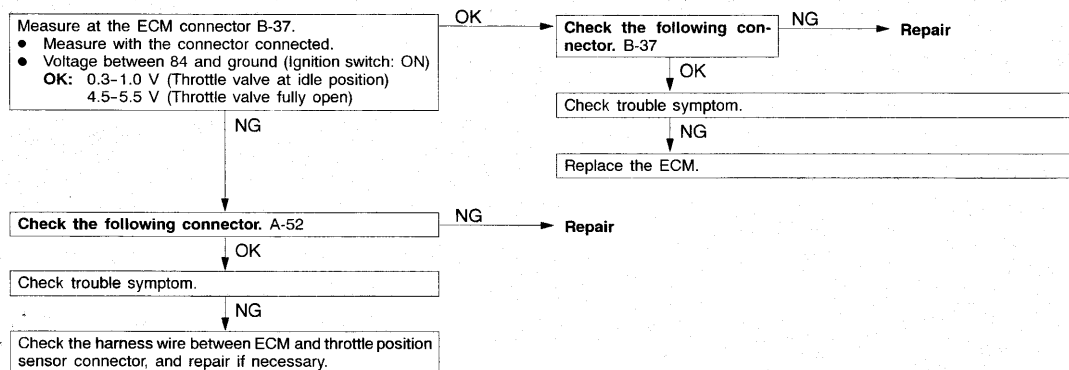 Measure at the ECM connector B-37.
● Measure with the connector connected.
● Voltage between 84 and ground (Ignition switch: ON)
OK: 0.3–1.0 V (Throttle valve at idle position)
4.5–5.5 V (Throttle valve fully open)
OK
Check the following con-
nector. B-37
NG
Repair
OK
Check trouble symptom.
NG
Replace the ECM.
NG
Check the following connector. A-52
NG
Repair
OK
Check trouble symptom.
NG
Check the harness wire between ECM and throttle position
sensor connector, and repair if necessary.